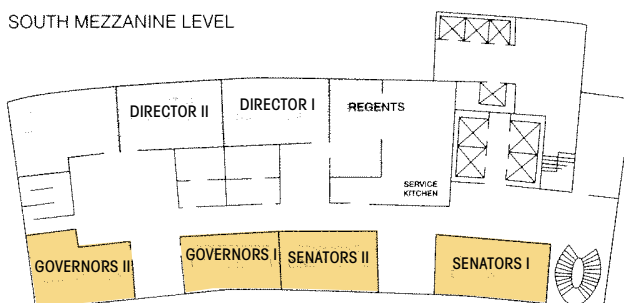 SOUTH MEZZANINE LEVEL
DIRECTOR II
DIRECTOR I
REGENTS
SERVICE
KITCHEN
GOVERNORS II
GOVERNORS I
SENATORS II
SENATORS I